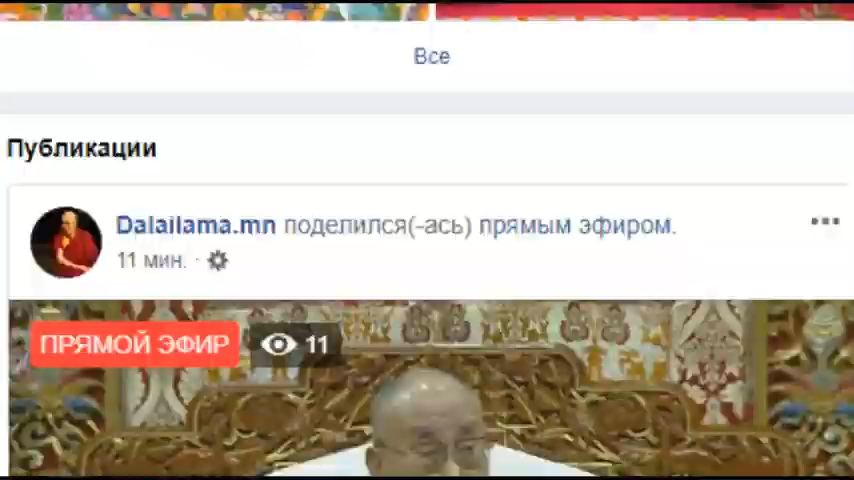 Все
Публикации
Dalailama.mn поделился(-ась) прямым эфиром.
11 мин. ·
ПРЯМОЙ ЭФИР 11